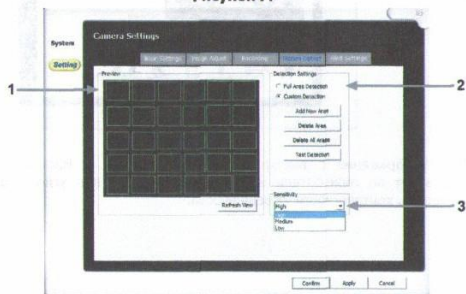 Camera Settings
System
Setting
Basic Settings
Image Adjust
Recording
Motion Detect
Alert Settings
1
Preview
Detection Settings
2
Full Area Detection
Custom Detection
Add New Area
Delete Area
Delete All Areas
Test Detection
Sensitivity
High
3
High
Medium
Low
Refresh View
Confirm
Apply
Cancel